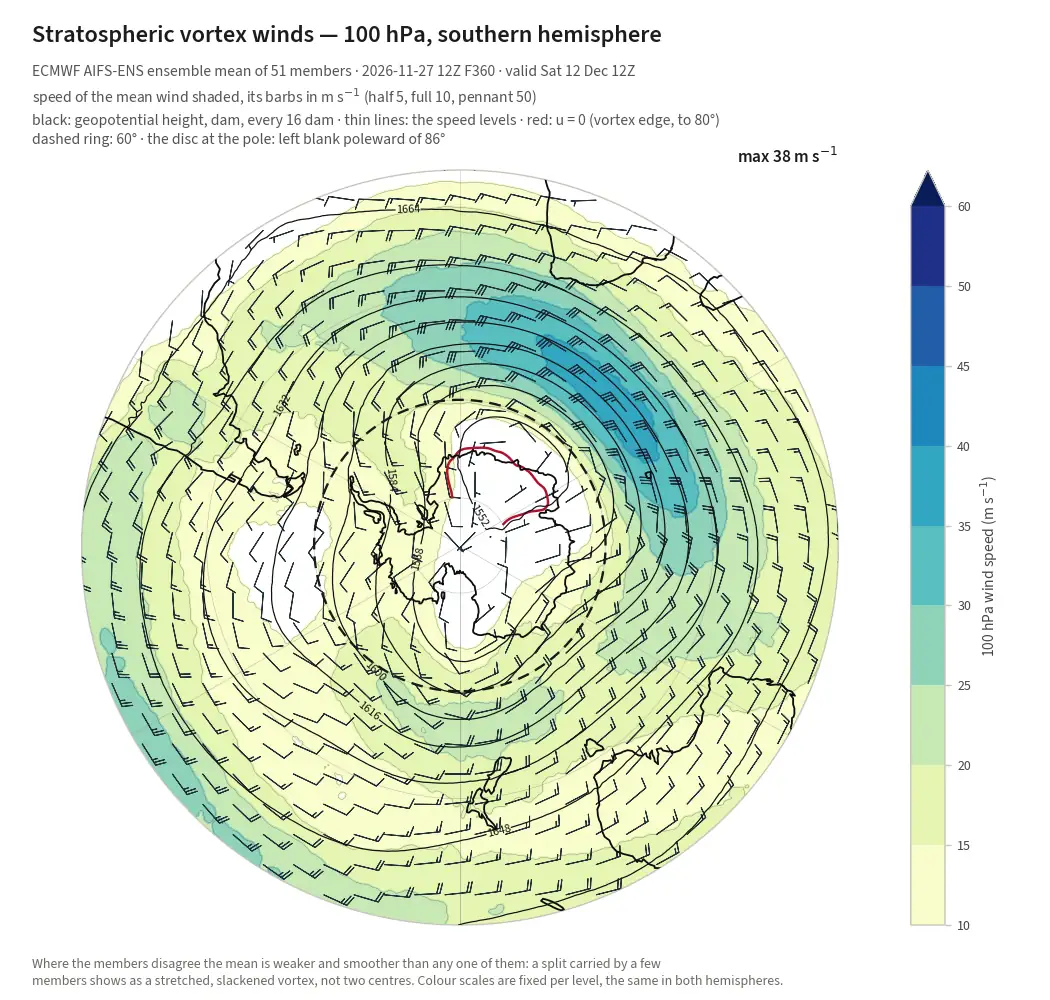 Stratospheric vortex winds — 100 hPa, southern hemisphere
ECMWF AIFS-ENS ensemble mean of 51 members · 2026-11-27 12Z F360 · valid Sat 12 Dec 12Z
speed of the mean wind shaded, its barbs in m s⁻¹ (half 5, full 10, pennant 50)
black: geopotential height, dam, every 16 dam · thin lines: the speed levels · red: u = 0 (vortex edge, to 80°)
dashed ring: 60° · the disc at the pole: left blank poleward of 86°
max 38 m s⁻¹
1664
1632
1584
1552
1568
1600
1616
1648
60
50
45
40
35
30
25
20
15
10
100 hPa wind speed (m s⁻¹)
Where the members disagree the mean is weaker and smoother than any one of them: a split carried by a few
members shows as a stretched, slackened vortex, not two centres. Colour scales are fixed per level, the same in both hemispheres.